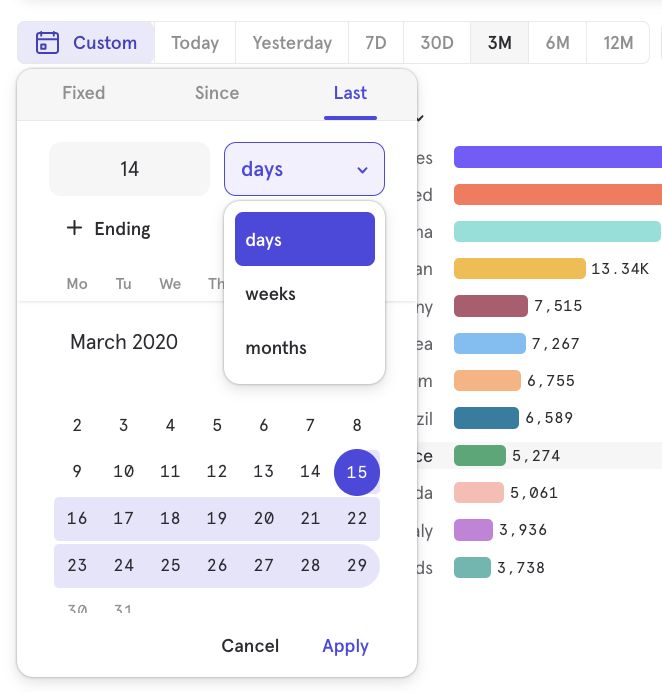 Custom Today Yesterday 7D 30D 3M 6M 12M
Fixed Since Last
14 days
+ Ending
days
weeks
months
Mo Tu We Th
March 2020
2 3 4 5 6 7 8
9 10 11 12 13 14 15
16 17 18 19 20 21 22
23 24 25 26 27 28 29
30 31
Cancel Apply
es
ed
na
an 13.34K
ny 7,515
ea 7,267
m 6,755
zil 6,589
ce 5,274
da 5,061
aly 3,936
ds 3,738